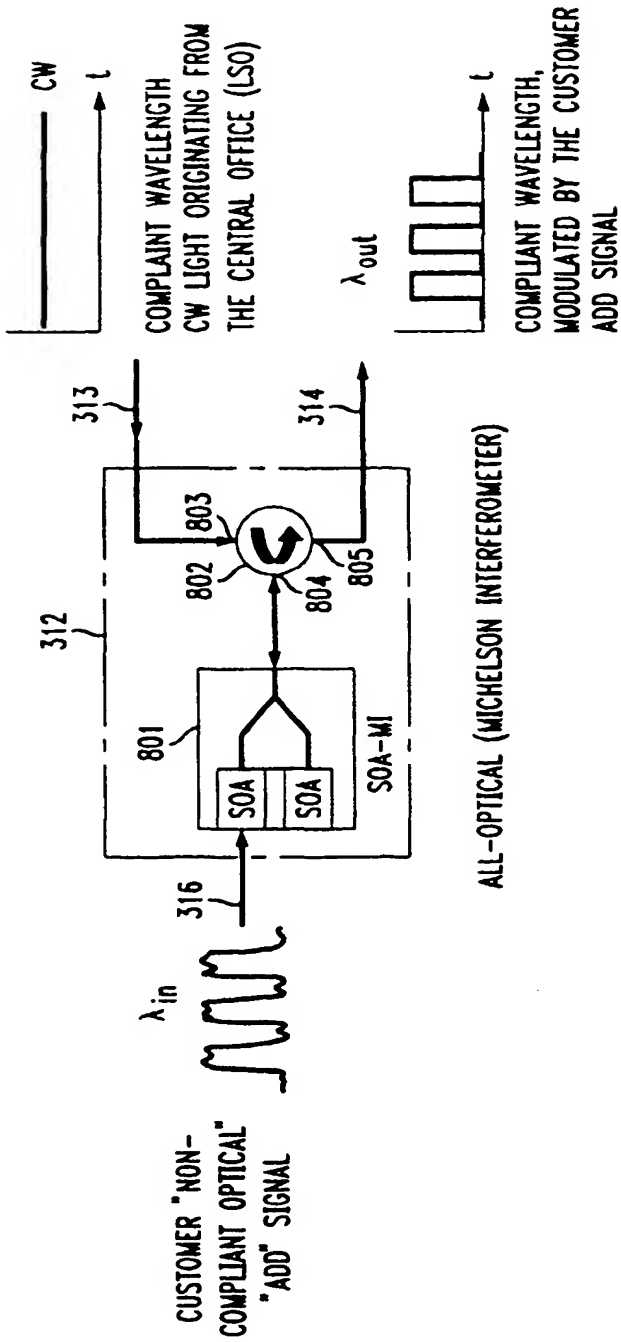 CUSTOMER "NON-
COMPLIANT OPTICAL"
"ADD" SIGNAL
λin
316
312
801
SOA
SOA
SOA-MI
802
803
804
805
313
314
CW
t
COMPLAINT WAVELENGTH
CW LIGHT ORIGINATING FROM
THE CENTRAL OFFICE (LSO)
λout
t
COMPLIANT WAVELENGTH,
MODULATED BY THE CUSTOMER
ADD SIGNAL
ALL-OPTICAL (MICHELSON INTERFEROMETER)